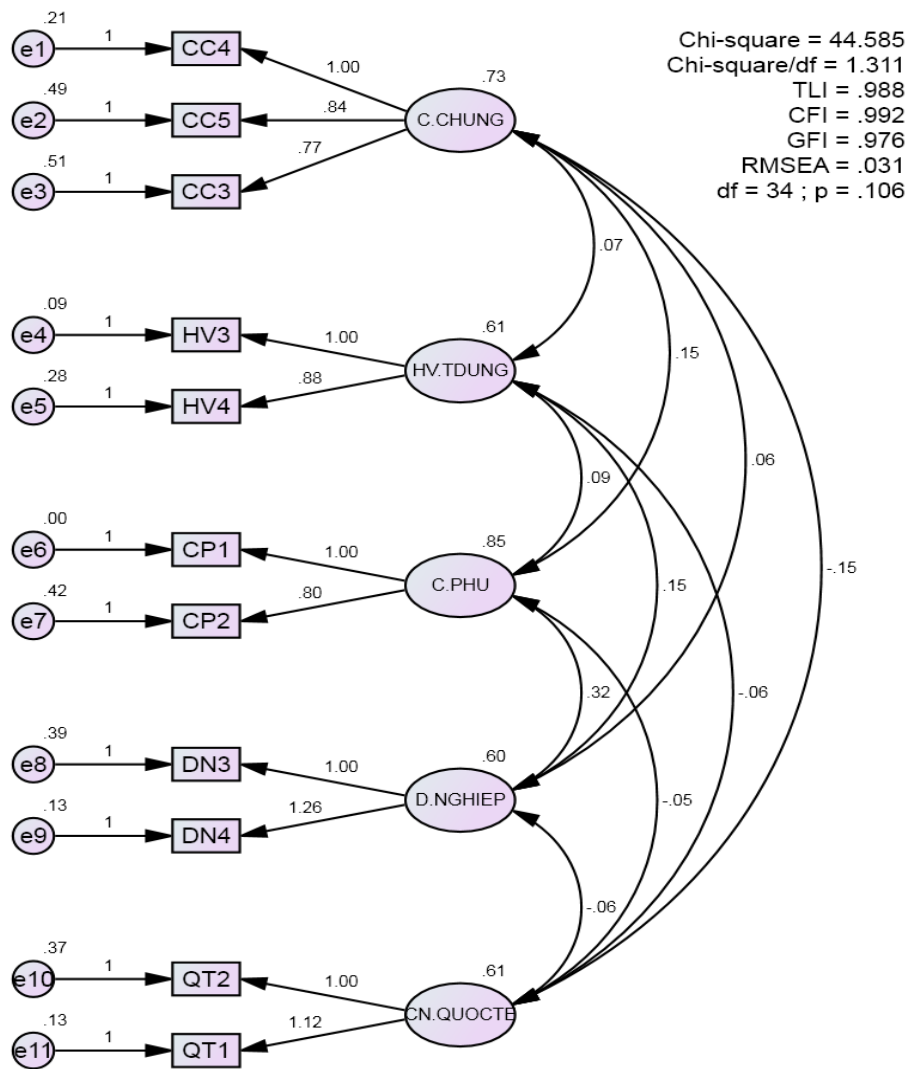 Chi-square = 44.585
Chi-square/df = 1.311
TLI = .988
CFI = .992
GFI = .976
RMSEA = .031
df = 34 ; p = .106
.21
e1
1
CC4
1.00
.49
e2
1
CC5
.84
.51
e3
1
CC3
.77
.73
C.CHUNG
.07
.09
e4
1
HV3
1.00
.28
e5
1
HV4
.88
.61
HV.TDUNG
.15
.06
.09
.00
e6
1
CP1
1.00
.42
e7
1
CP2
.80
.85
C.PHU
.15
-.15
.32
-.06
.39
e8
1
DN3
1.00
.13
e9
1
DN4
1.26
.60
D.NGHIEP
-.05
-.06
.37
e10
1
QT2
1.00
.13
e11
1
QT1
1.12
.61
CN.QUOCTE